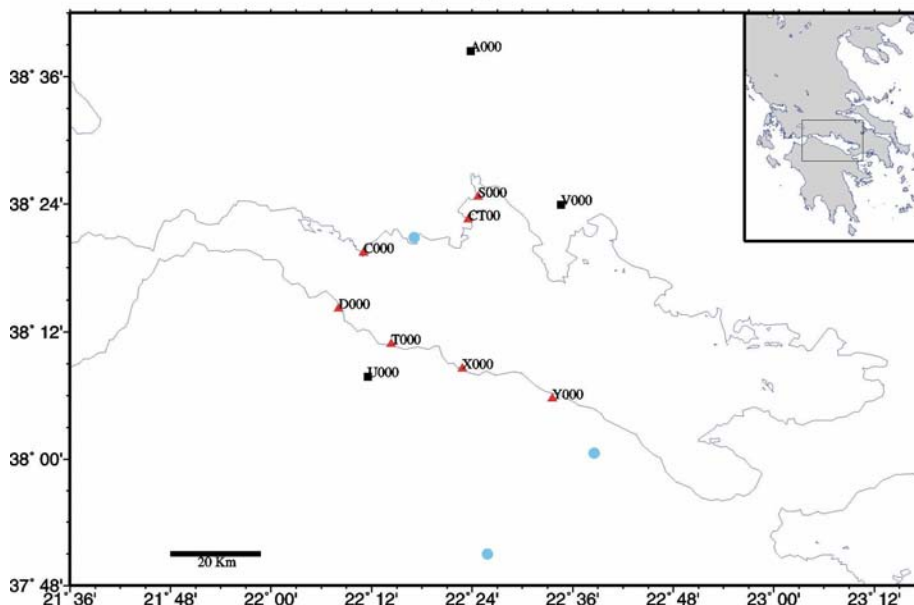 A000
38° 36'
S000
V000
38° 24'
CT00
C000
D000
38° 12'
T000
X000
U000
Y000
38° 00'
20 Km
37° 48'
21° 36' 21° 48' 22° 00' 22° 12' 22° 24' 22° 36' 22° 48' 23° 00' 23° 12'